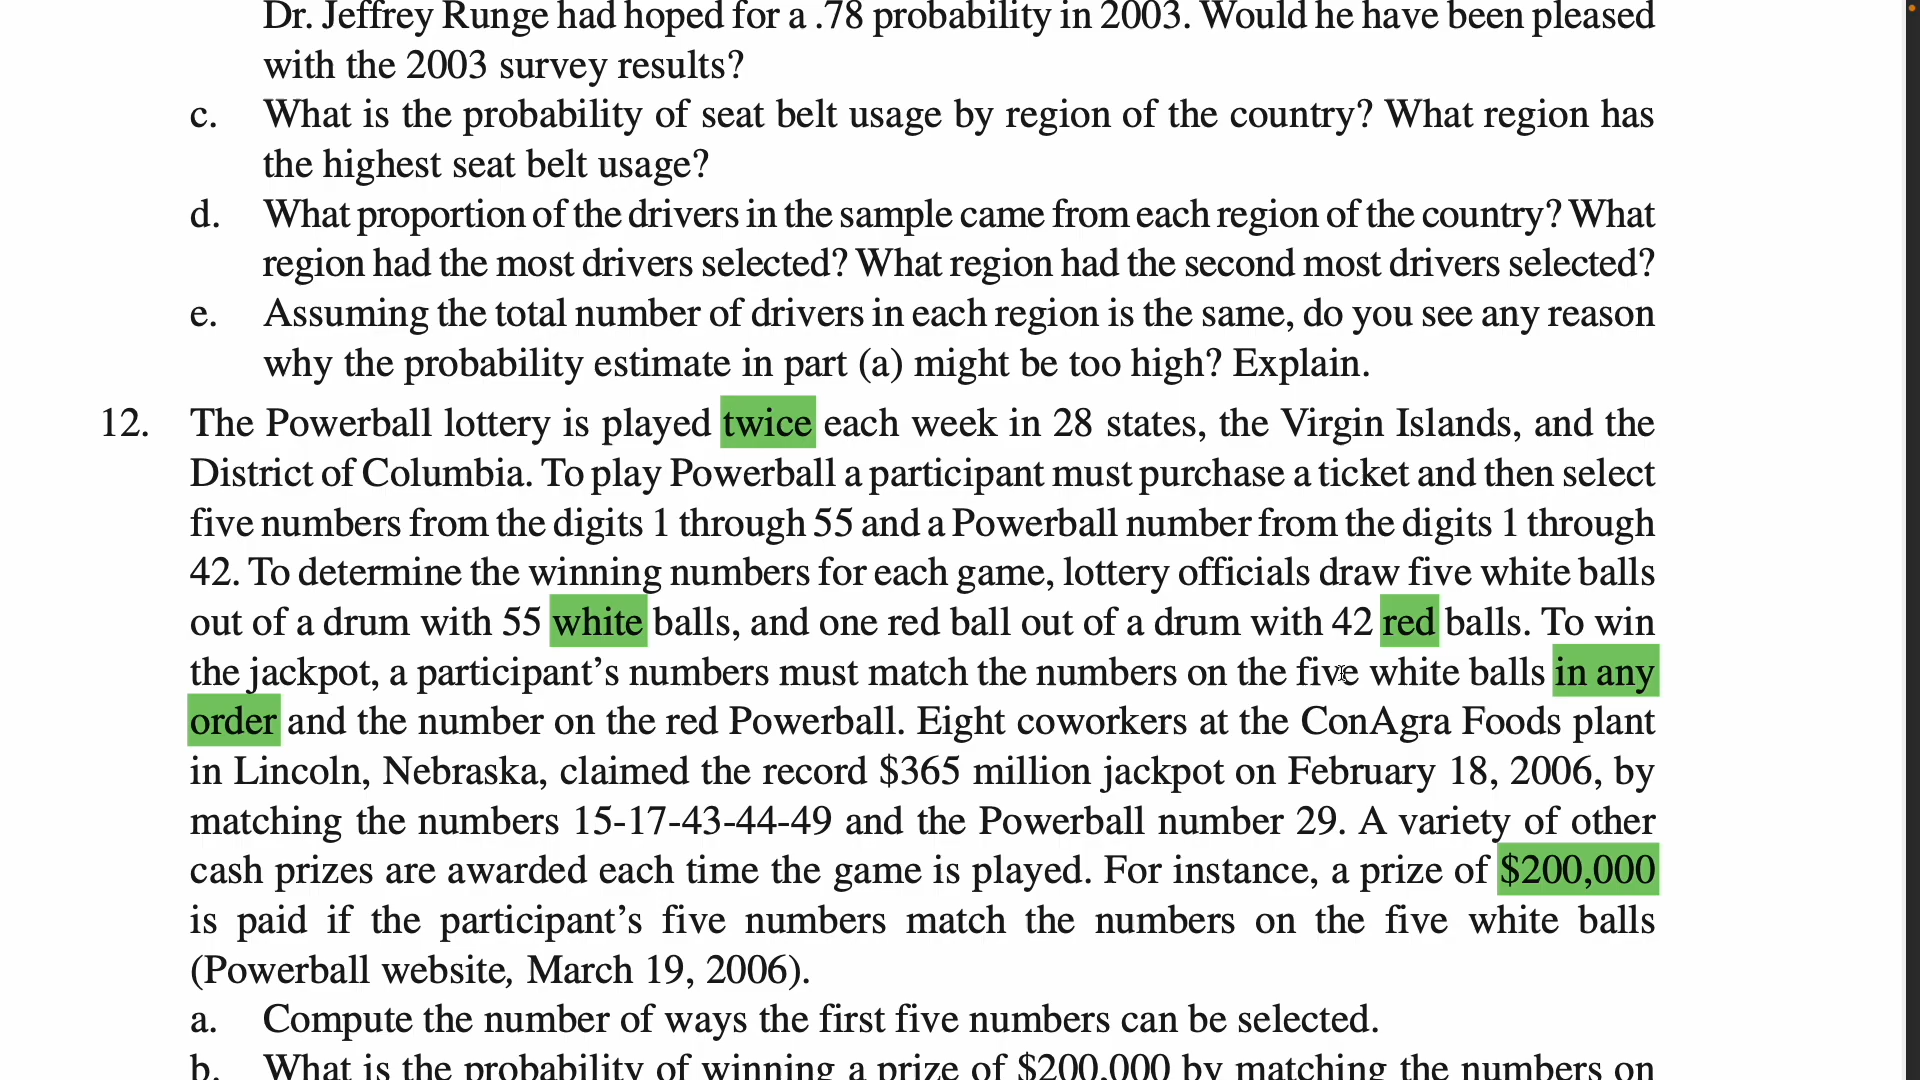 Dr. Jeffrey Runge had hoped for a .78 probability in 2003. Would he have been pleased
with the 2003 survey results?
c. What is the probability of seat belt usage by region of the country? What region has
the highest seat belt usage?
d. What proportion of the drivers in the sample came from each region of the country? What
region had the most drivers selected? What region had the second most drivers selected?
e. Assuming the total number of drivers in each region is the same, do you see any reason
why the probability estimate in part (a) might be too high? Explain.
12. The Powerball lottery is played twice each week in 28 states, the Virgin Islands, and the
District of Columbia. To play Powerball a participant must purchase a ticket and then select
five numbers from the digits 1 through 55 and a Powerball number from the digits 1 through
42. To determine the winning numbers for each game, lottery officials draw five white balls
out of a drum with 55 white balls, and one red ball out of a drum with 42 red balls. To win
the jackpot, a participant’s numbers must match the numbers on the five white balls in any
order and the number on the red Powerball. Eight coworkers at the ConAgra Foods plant
in Lincoln, Nebraska, claimed the record $365 million jackpot on February 18, 2006, by
matching the numbers 15-17-43-44-49 and the Powerball number 29. A variety of other
cash prizes are awarded each time the game is played. For instance, a prize of $200,000
is paid if the participant’s five numbers match the numbers on the five white balls
(Powerball website, March 19, 2006).
a. Compute the number of ways the first five numbers can be selected.
b. What is the probability of winning a prize of $200,000 by matching the numbers on